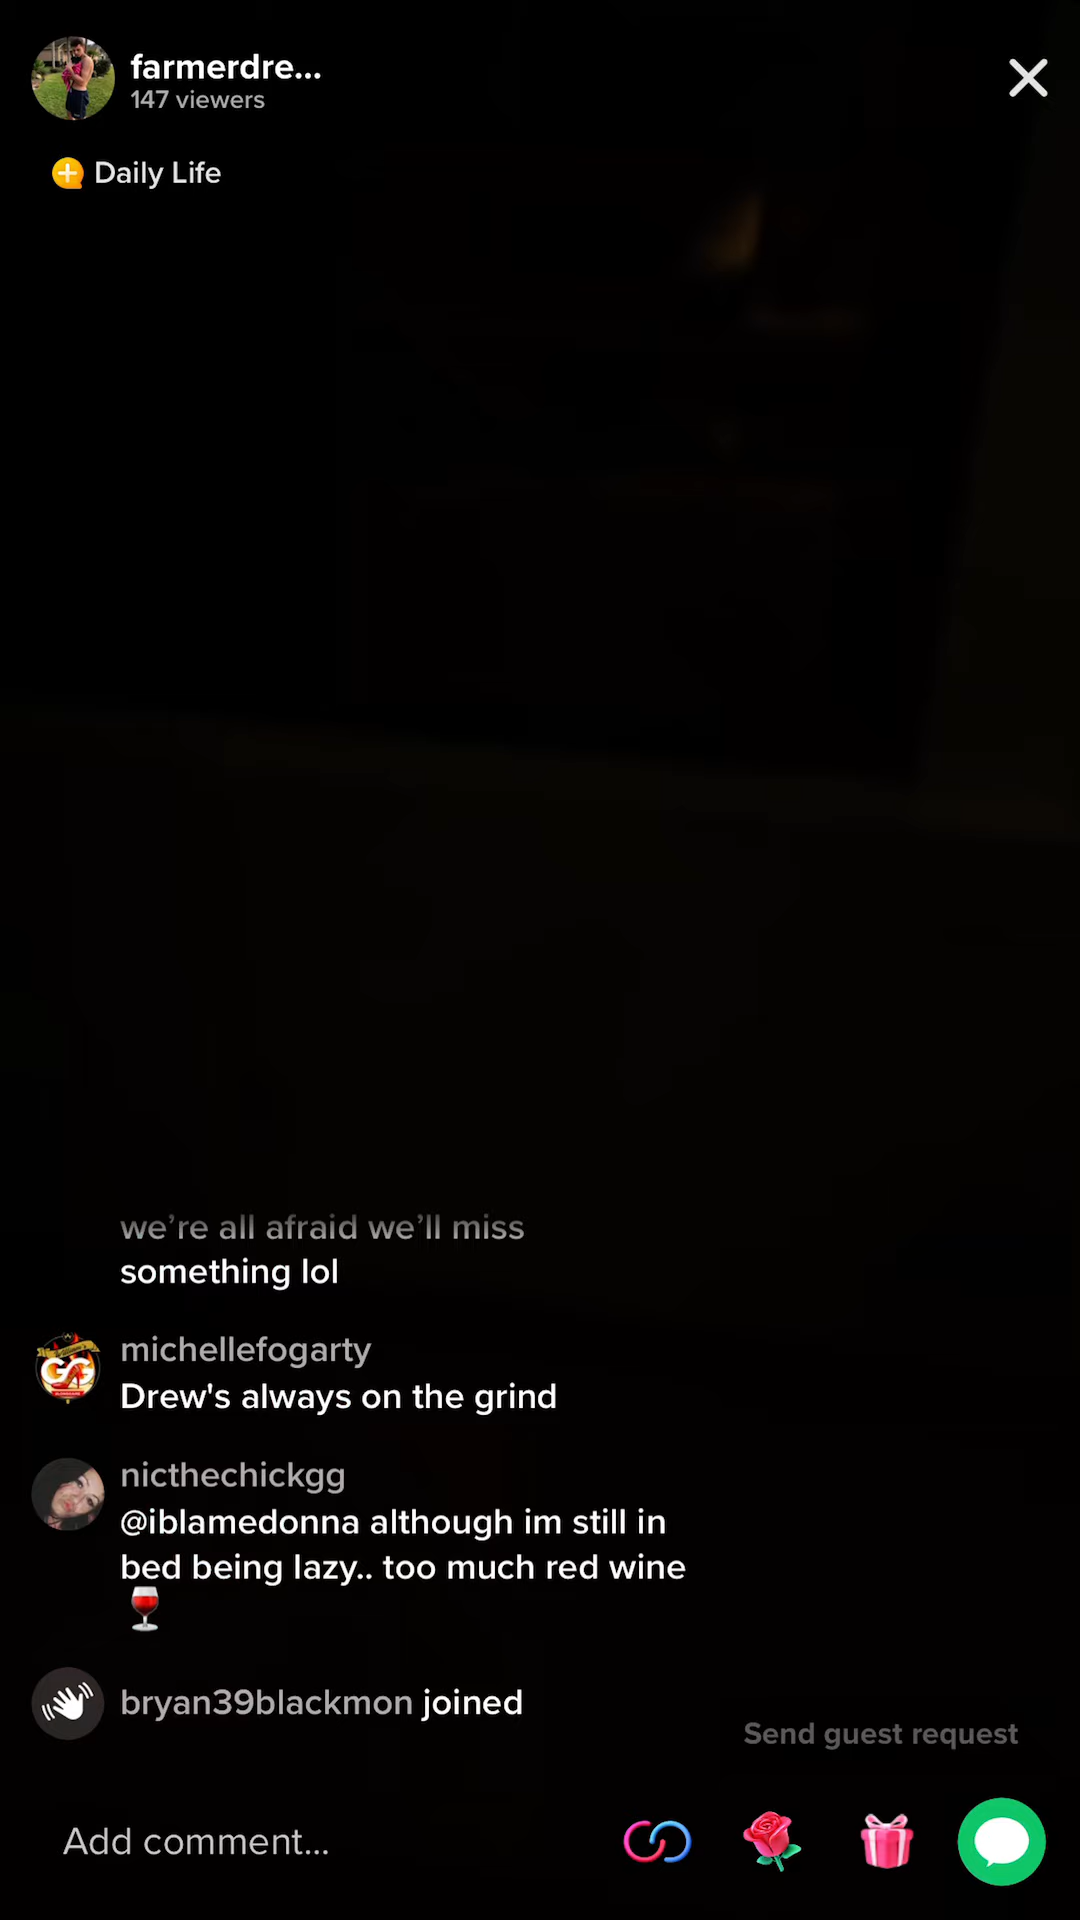 farmerdre...
147 viewers
Daily Life
we’re all afraid we’ll miss
something lol
michellefogarty
Drew's always on the grind
nicthechickgg
@iblamedonna although im still in
bed being lazy.. too much red wine
🍷
bryan39blackmon joined
Send guest request
Add comment...